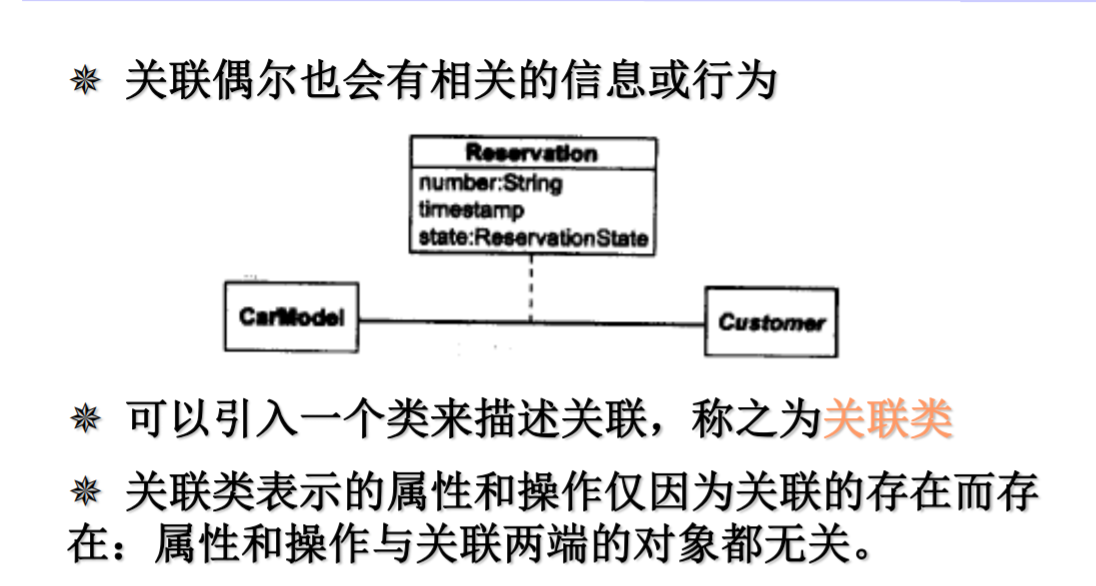 关联偶尔也会有相关的信息或行为
Reservation
number:String
timestamp
state:ReservationState
CarModel
Customer
可以引入一个类来描述关联，称之为关联类
关联类表示的属性和操作仅因为关联的存在而存
在：属性和操作与关联两端的对象都无关。